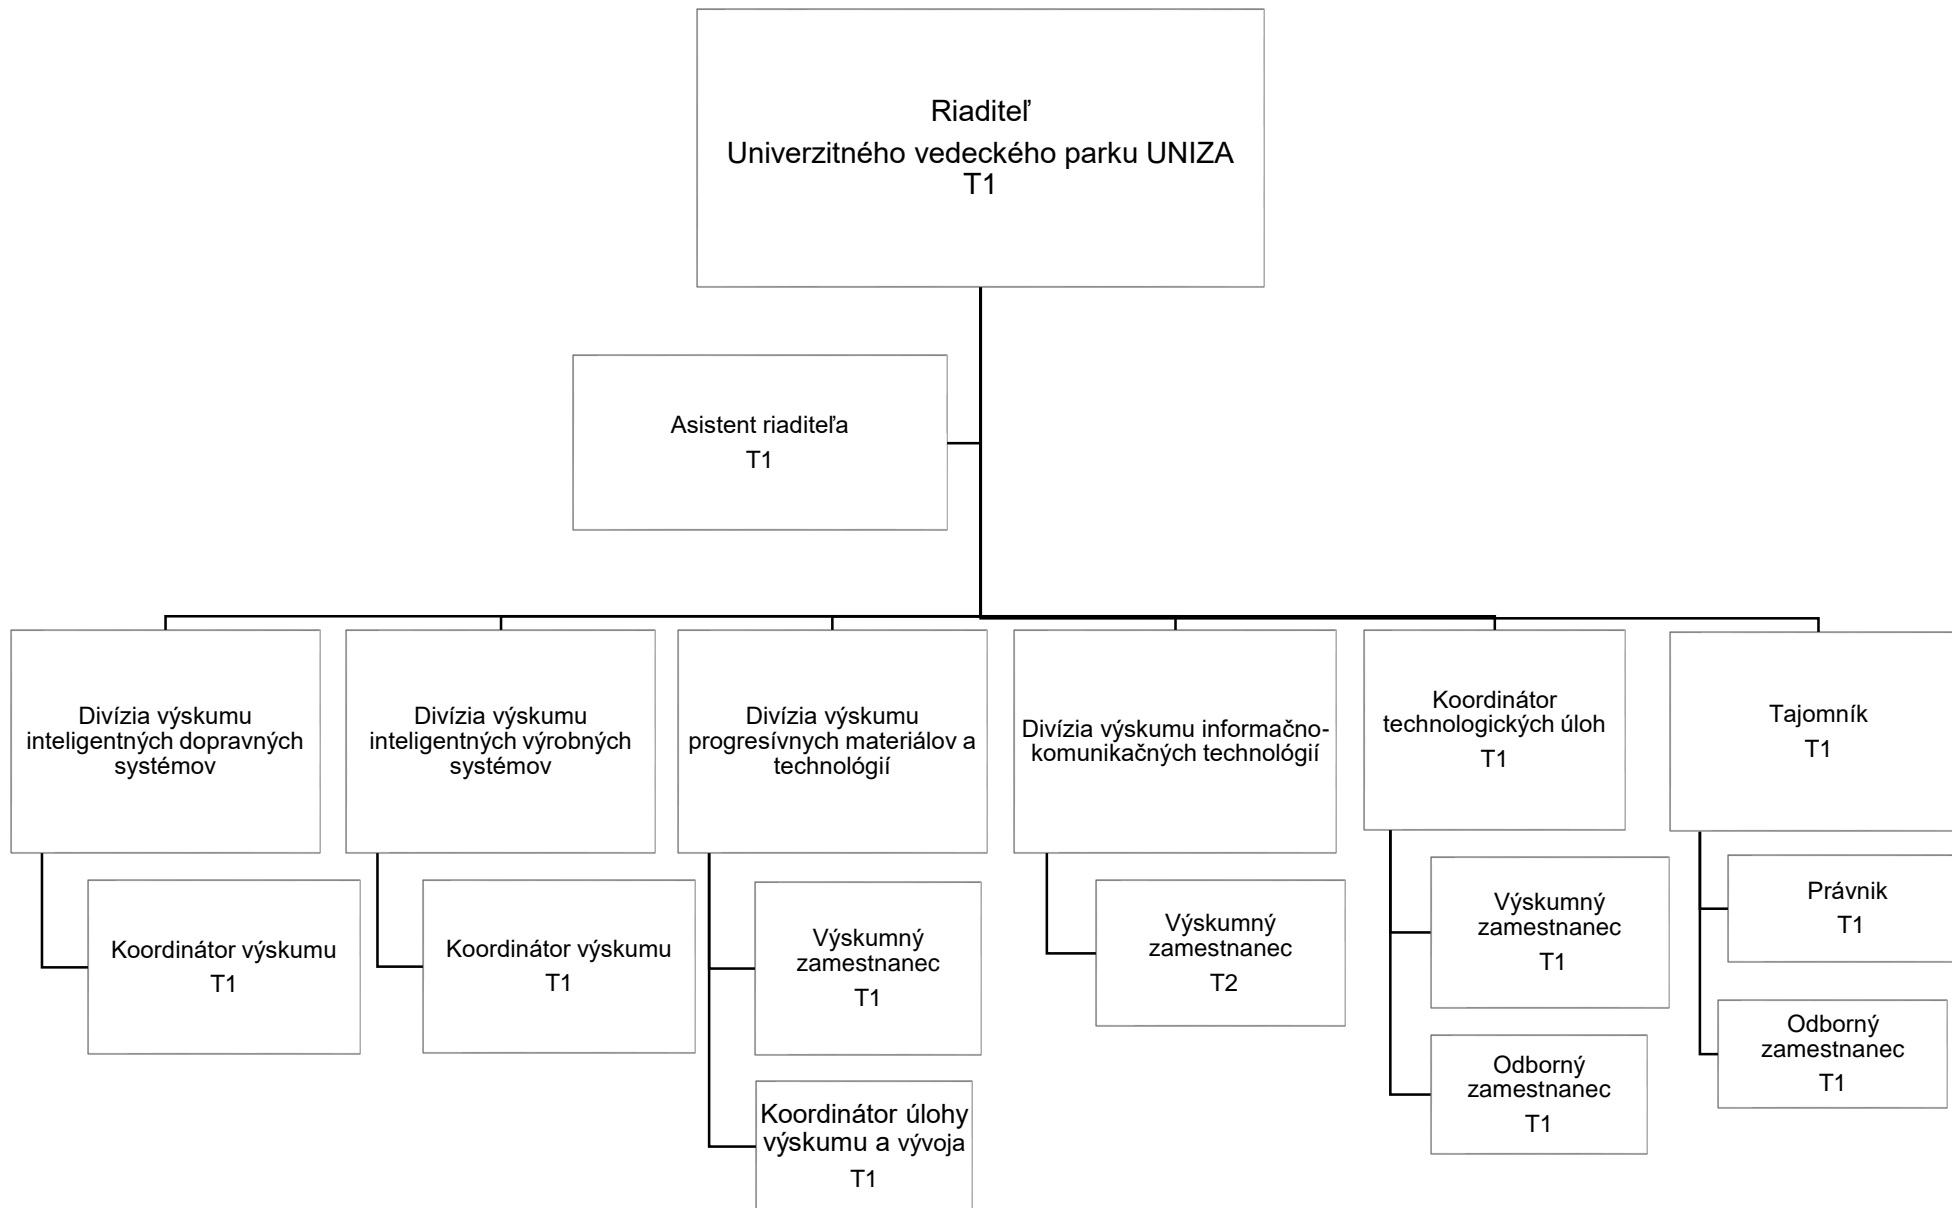 Riaditeľ
Univerzitného vedeckého parku UNIZA
T1
Asistent riaditeľa
T1
Divízia výskumu
inteligentných dopravných
systémov
Divízia výskumu
inteligentných výrobných
systémov
Divízia výskumu
progresívnych materiálov a
technológií
Divízia výskumu informačno-
komunikačných technológií
Koordinátor
technologických úloh
T1
Tajomník
T1
Koordinátor výskumu
T1
Koordinátor výskumu
T1
Výskumný
zamestnanec
T1
Koordinátor úlohy
výskumu a vývoja
T1
Výskumný
zamestnanec
T2
Výskumný
zamestnanec
T1
Odborný
zamestnanec
T1
Právnik
T1
Odborný
zamestnanec
T1